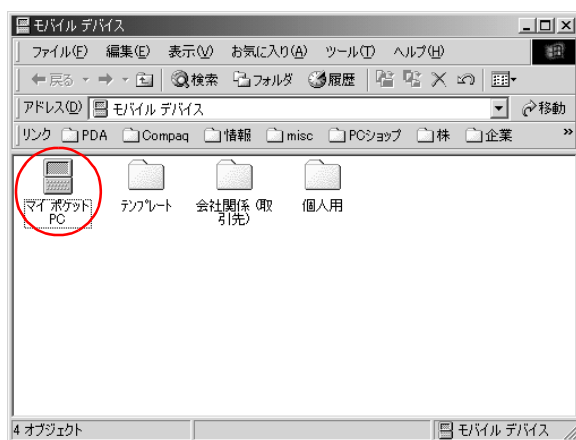 モバイル デバイス
ファイル(F) 編集(E) 表示(V) お気に入り(A) ツール(T) ヘルプ(H)
戻る 検索 フォルダ 履歴
アドレス(D) モバイル デバイス 移動
リンク PDA Compaq 情報 misc PCショップ 株 企業 »
マイ ポケット
PC
テンプレート
会社関係 (取
引先)
個人用
4 オブジェクト モバイル デバイス